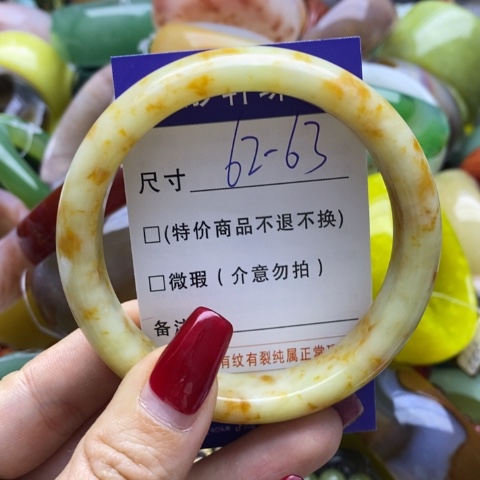 尺寸 62-63
□(特价商品不退不换)
□微瑕(介意勿拍)
备
有纹有裂纯属正常